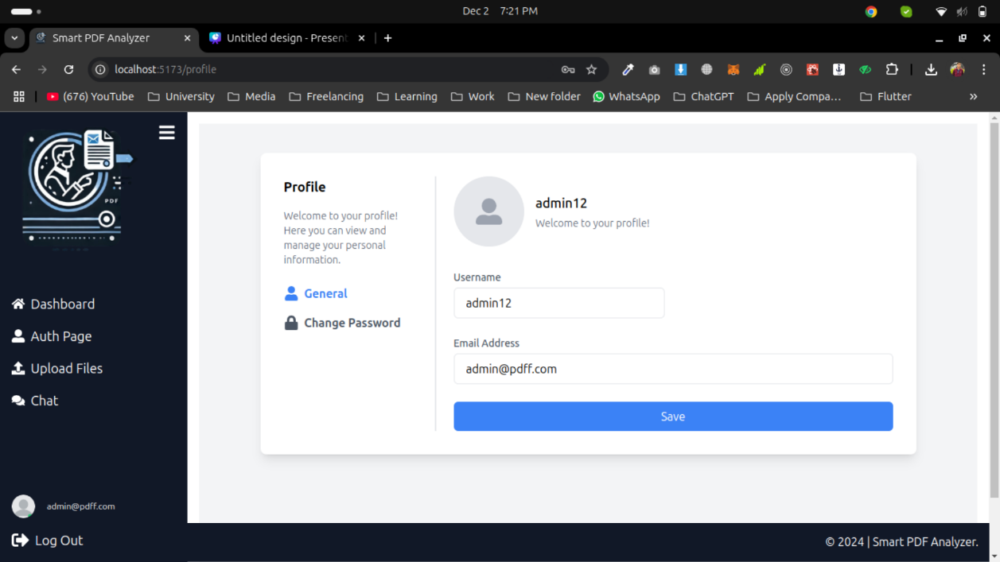 Dec 2 7:21 PM
Smart PDF Analyzer
Untitled design - Present
localhost:5173/profile
(676) YouTube
University
Media
Freelancing
Learning
Work
New folder
WhatsApp
ChatGPT
Apply Compa...
Flutter
PDF
Dashboard
Auth Page
Upload Files
Chat
admin@pdff.com
Log Out
Profile
Welcome to your profile!
Here you can view and
manage your personal
information.
General
Change Password
admin12
Welcome to your profile!
Username
admin12
Email Address
admin@pdff.com
Save
© 2024 | Smart PDF Analyzer.